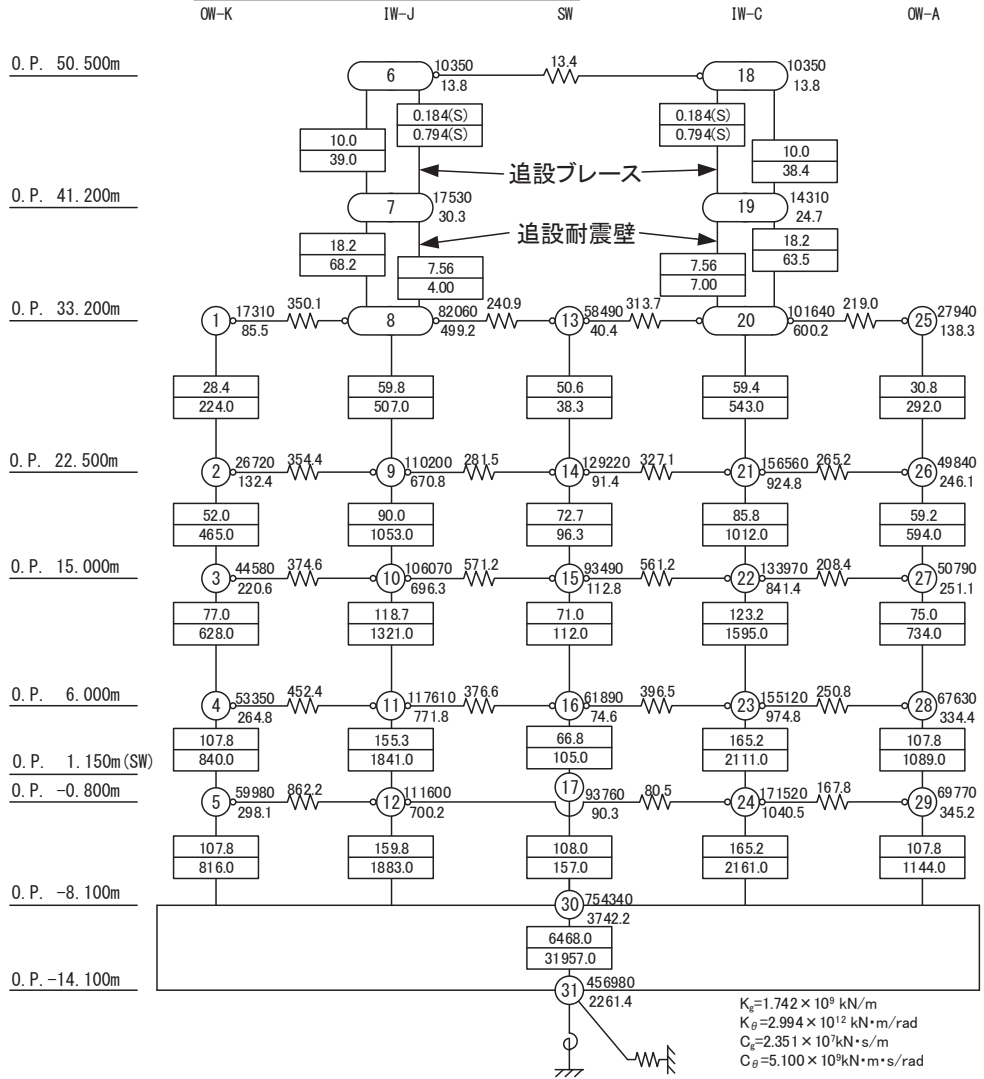 OW-K IW-J SW IW-C OW-A
O.P. 50.500m 6 10350 13.4 18 10350
13.8 13.8
0.184(S) 0.184(S)
0.794(S) 0.794(S)
10.0 10.0
39.0 38.4
追設ブレース
O.P. 41.200m 7 17530 19 14310
30.3 24.7
追設耐震壁
18.2 18.2
68.2 63.5
7.56 7.56
4.00 7.00
O.P. 33.200m 1 17310 350.1 8 82060 240.9 13 58490 313.7 20 101640 219.0 25 27940
85.5 499.2 40.4 600.2 138.3
28.4 59.8 50.6 59.4 30.8
224.0 507.0 38.3 543.0 292.0
O.P. 22.500m 2 26720 354.4 9 110200 281.5 14 129220 327.1 21 156560 265.2 26 49840
132.4 670.8 91.4 924.8 246.1
52.0 90.0 72.7 85.8 59.2
465.0 1053.0 96.3 1012.0 594.0
O.P. 15.000m 3 44580 374.6 10 106070 571.2 15 93490 561.2 22 133970 208.4 27 50790
220.6 696.3 112.8 841.4 251.1
77.0 118.7 71.0 123.2 75.0
628.0 1321.0 112.0 1595.0 734.0
O.P. 6.000m 4 53350 452.4 11 117610 376.6 16 61890 396.5 23 155120 250.8 28 67630
264.8 771.8 74.6 974.8 334.4
107.8 155.3 66.8 165.2 107.8
840.0 1841.0 105.0 2111.0 1089.0
O.P. 1.150m(SW)
O.P. -0.800m 5 59980 862.2 12 111600 17 93760 80.5 24 171520 167.8 29 69770
298.1 700.2 90.3 1040.5 345.2
107.8 159.8 108.0 165.2 107.8
816.0 1883.0 157.0 2161.0 1144.0
O.P. -8.100m 30 754340
3742.2
6468.0
31957.0
O.P.-14.100m 31 456980
2261.4
Kg=1.742×10⁹ kN/m
Kθ=2.994×10¹² kN・m/rad
Cg=2.351×10⁷kN・s/m
Cθ=5.100×10⁹kN・m・s/rad